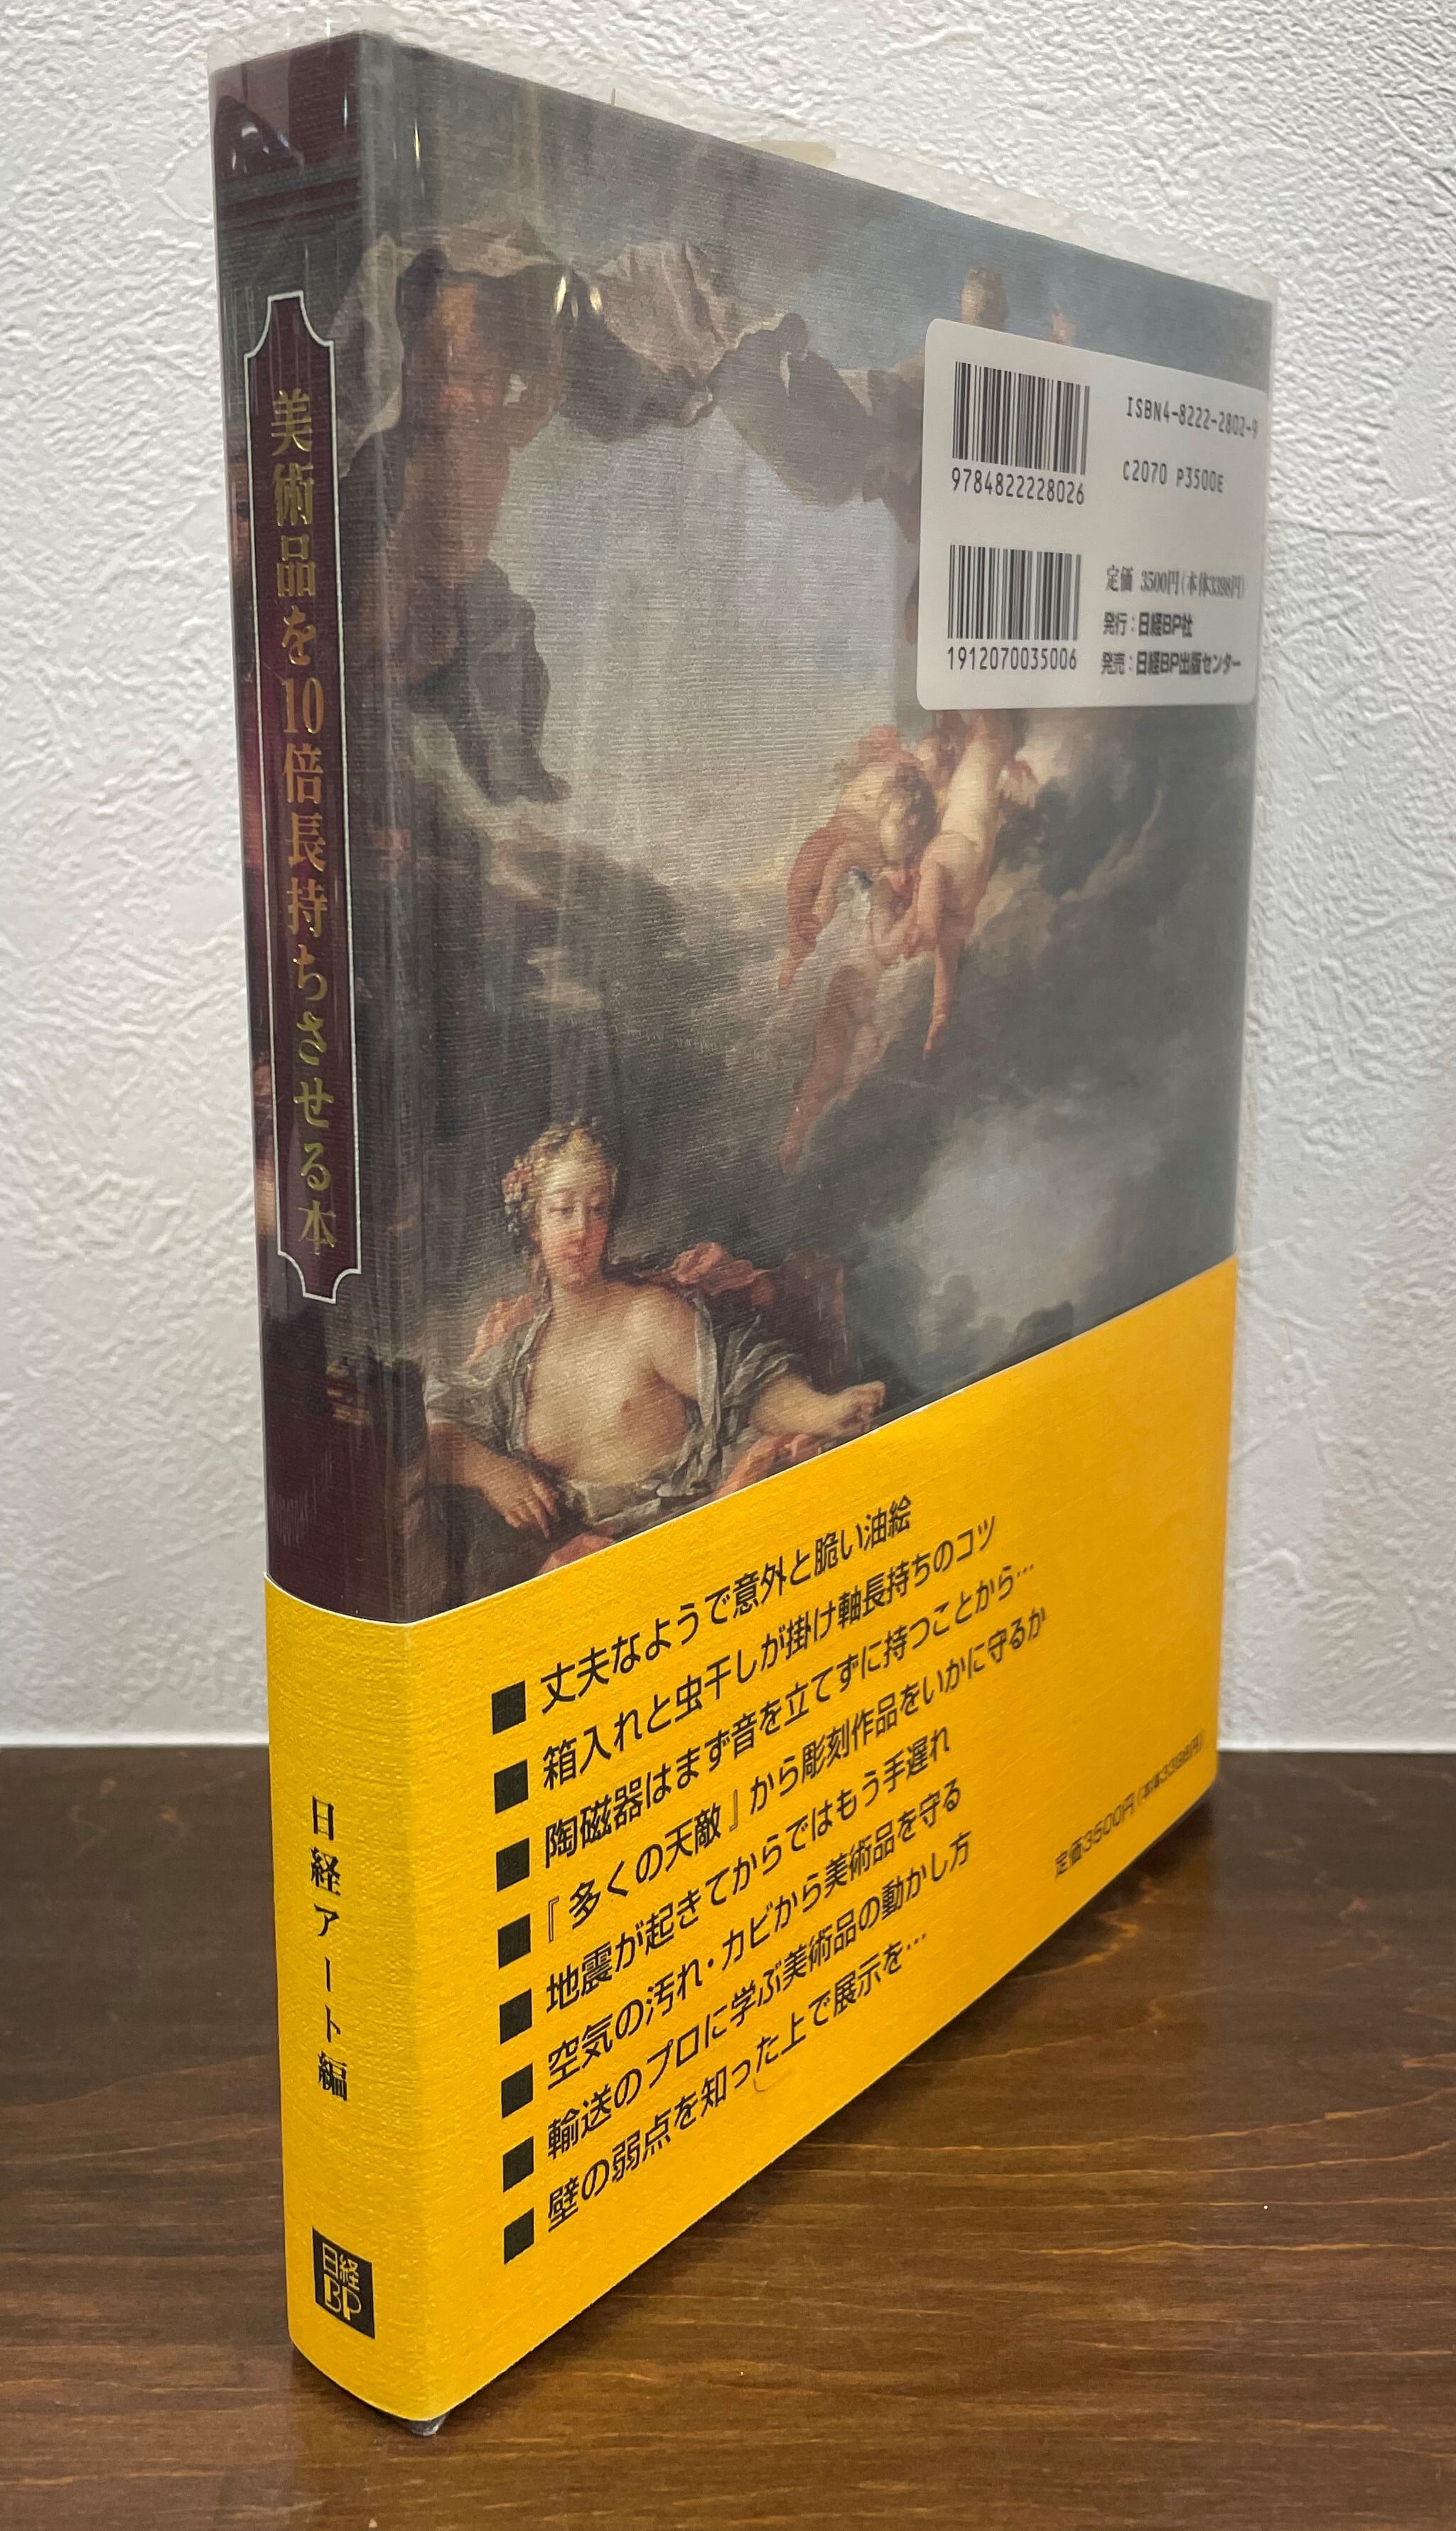 美術品を10倍長持ちさせる本
日経アート編
日経
BP
ISBN4-8222-2802-9
C2070 P3500E
9784822228026
定価 3500円(本体3398円)
発行:日経BP社
発売:日経BP出版センター
1912070035006
■ 丈夫なようで意外と脆い油絵
■ 箱入れと虫干しが掛け軸長持ちのコツ
■ 陶磁器はまず音を立てずに持つことから…
■ 『多くの天敵』から彫刻作品をいかに守るか
■ 地震が起きてからではもう手遅れ
■ 空気の汚れ・カビから美術品を守る
■ 輸送のプロに学ぶ美術品の動かし方
■ 壁の弱点を知った上で展示を…
定価3500円(本体3398円)